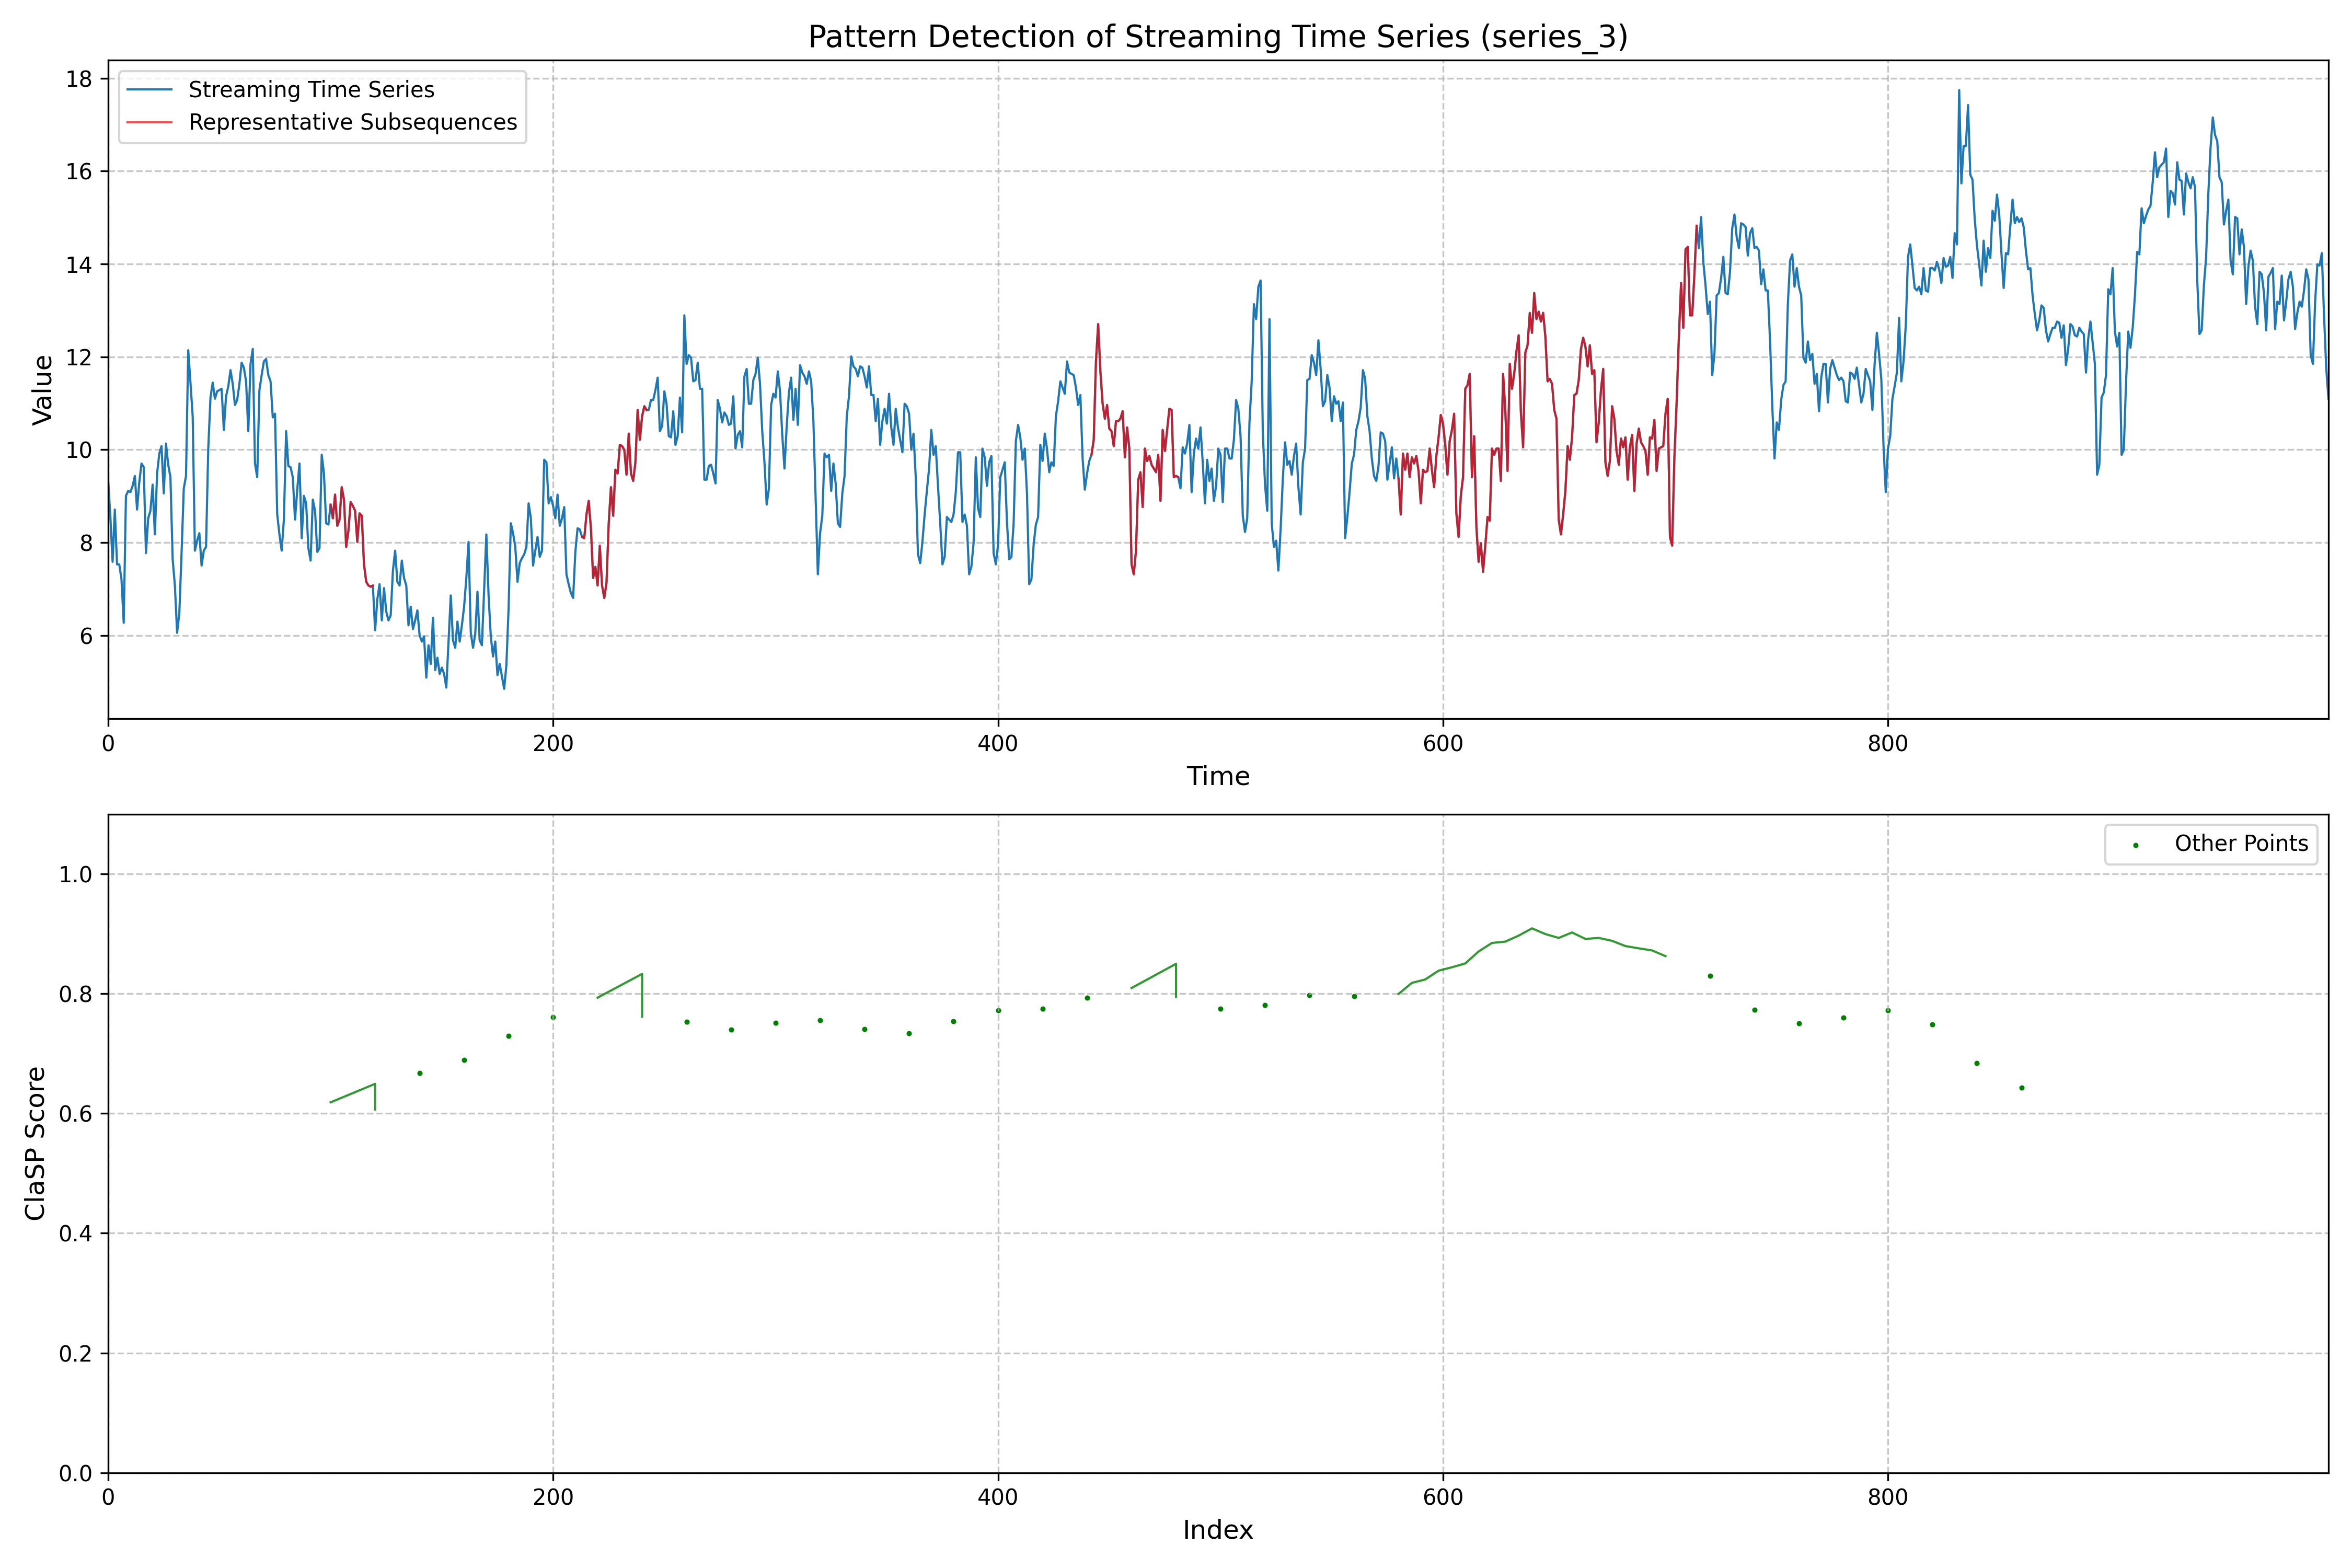 Pattern Detection of Streaming Time Series (series_3)
Streaming Time Series
Representative Subsequences
Value
18
16
14
12
10
8
6
0 200 400 600 800
Time
Other Points
ClaSP Score
1.0
0.8
0.6
0.4
0.2
0.0
0 200 400 600 800
Index